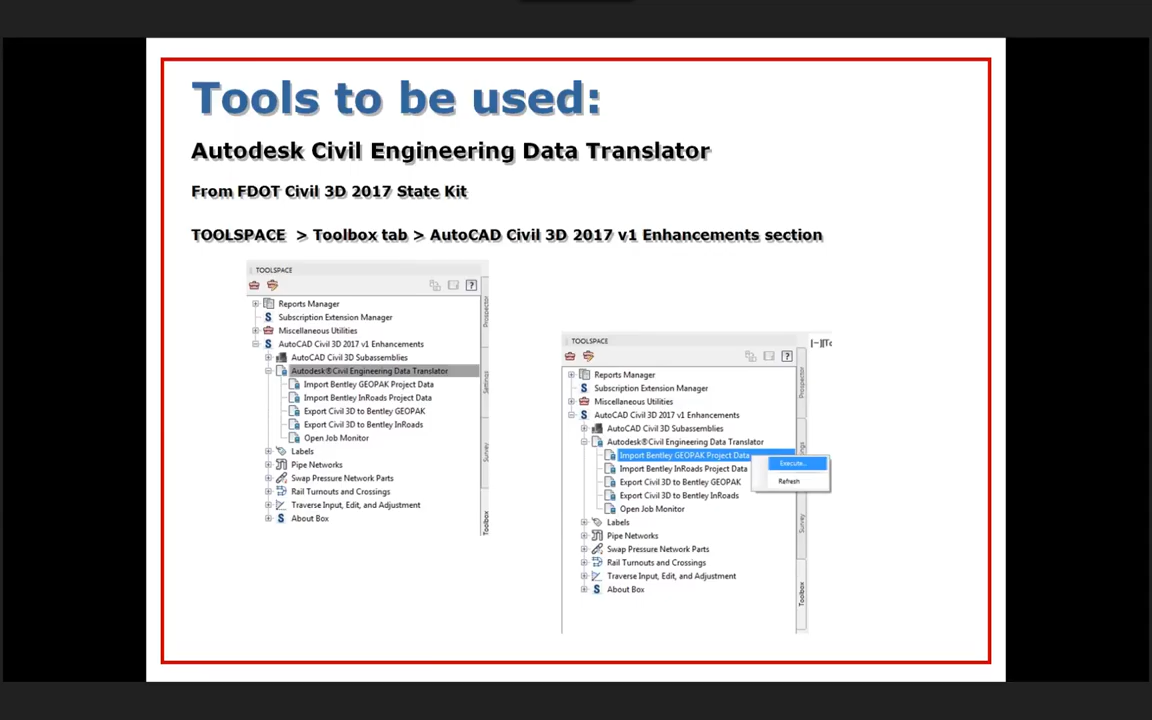 Tools to be used:
Autodesk Civil Engineering Data Translator
From FDOT Civil 3D 2017 State Kit
TOOLSPACE > Toolbox tab > AutoCAD Civil 3D 2017 v1 Enhancements section
TOOLSPACE
Reports Manager
Subscription Extension Manager
Miscellaneous Utilities
AutoCAD Civil 3D 2017 v1 Enhancements
AutoCAD Civil 3D Subassemblies
Autodesk®Civil Engineering Data Translator
Import Bentley GEOPAK Project Data
Import Bentley InRoads Project Data
Export Civil 3D to Bentley GEOPAK
Export Civil 3D to Bentley InRoads
Open Job Monitor
Labels
Pipe Networks
Swap Pressure Network Parts
Rail Turnouts and Crossings
Traverse Input, Edit, and Adjustment
About Box
Prospector
Settings
Survey
Toolbox
TOOLSPACE
Reports Manager
Subscription Extension Manager
Miscellaneous Utilities
AutoCAD Civil 3D 2017 v1 Enhancements
AutoCAD Civil 3D Subassemblies
Autodesk®Civil Engineering Data Translator
Import Bentley GEOPAK Project Data
Import Bentley InRoads Project Data
Export Civil 3D to Bentley GEOPAK
Export Civil 3D to Bentley InRoads
Open Job Monitor
Labels
Pipe Networks
Swap Pressure Network Parts
Rail Turnouts and Crossings
Traverse Input, Edit, and Adjustment
About Box
Execute...
Refresh
Prospector
Survey
Toolbox